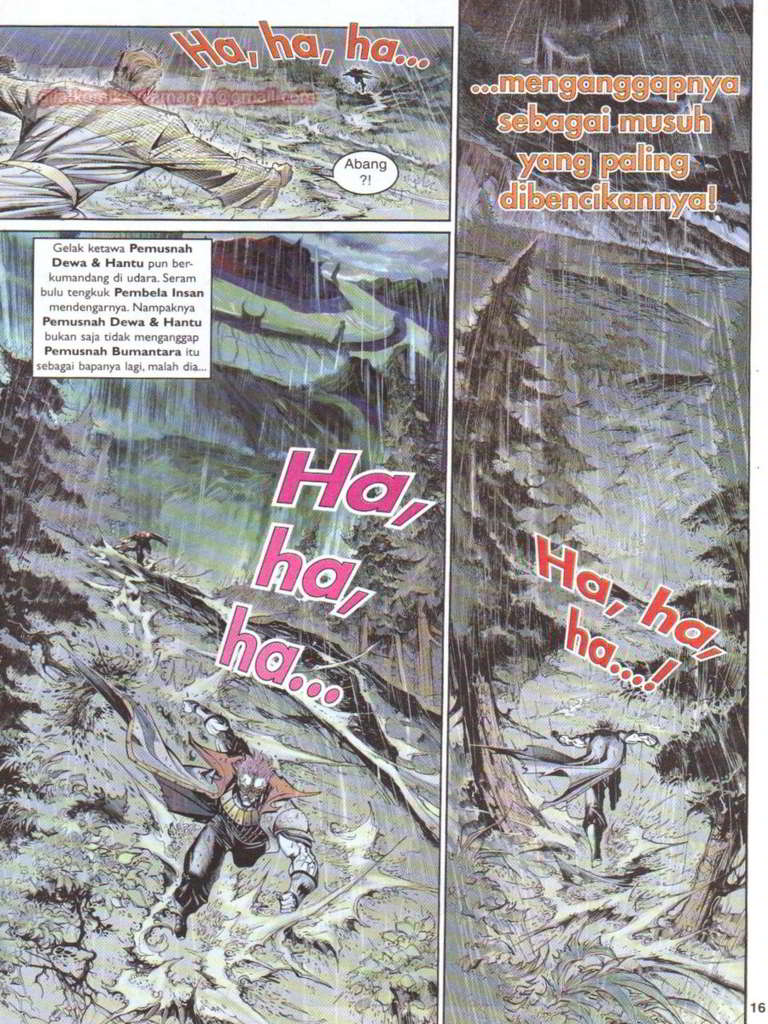 Ha, ha, ha...
Abang
?!
Gelak ketawa Pemusnah
Dewa & Hantu pun ber-
kumandang di udara. Seram
bulu tengkuk Pembela Insan
mendengarnya. Nampaknya
Pemusnah Dewa & Hantu
bukan saja tidak menganggap
Pemusnah Bumantara itu
sebagai bapanya lagi, malah dia...
Ha,
ha,
ha...
...menganggapnya
sebagai musuh
yang paling
dibencikannya!
Ha, ha,
ha...!
16